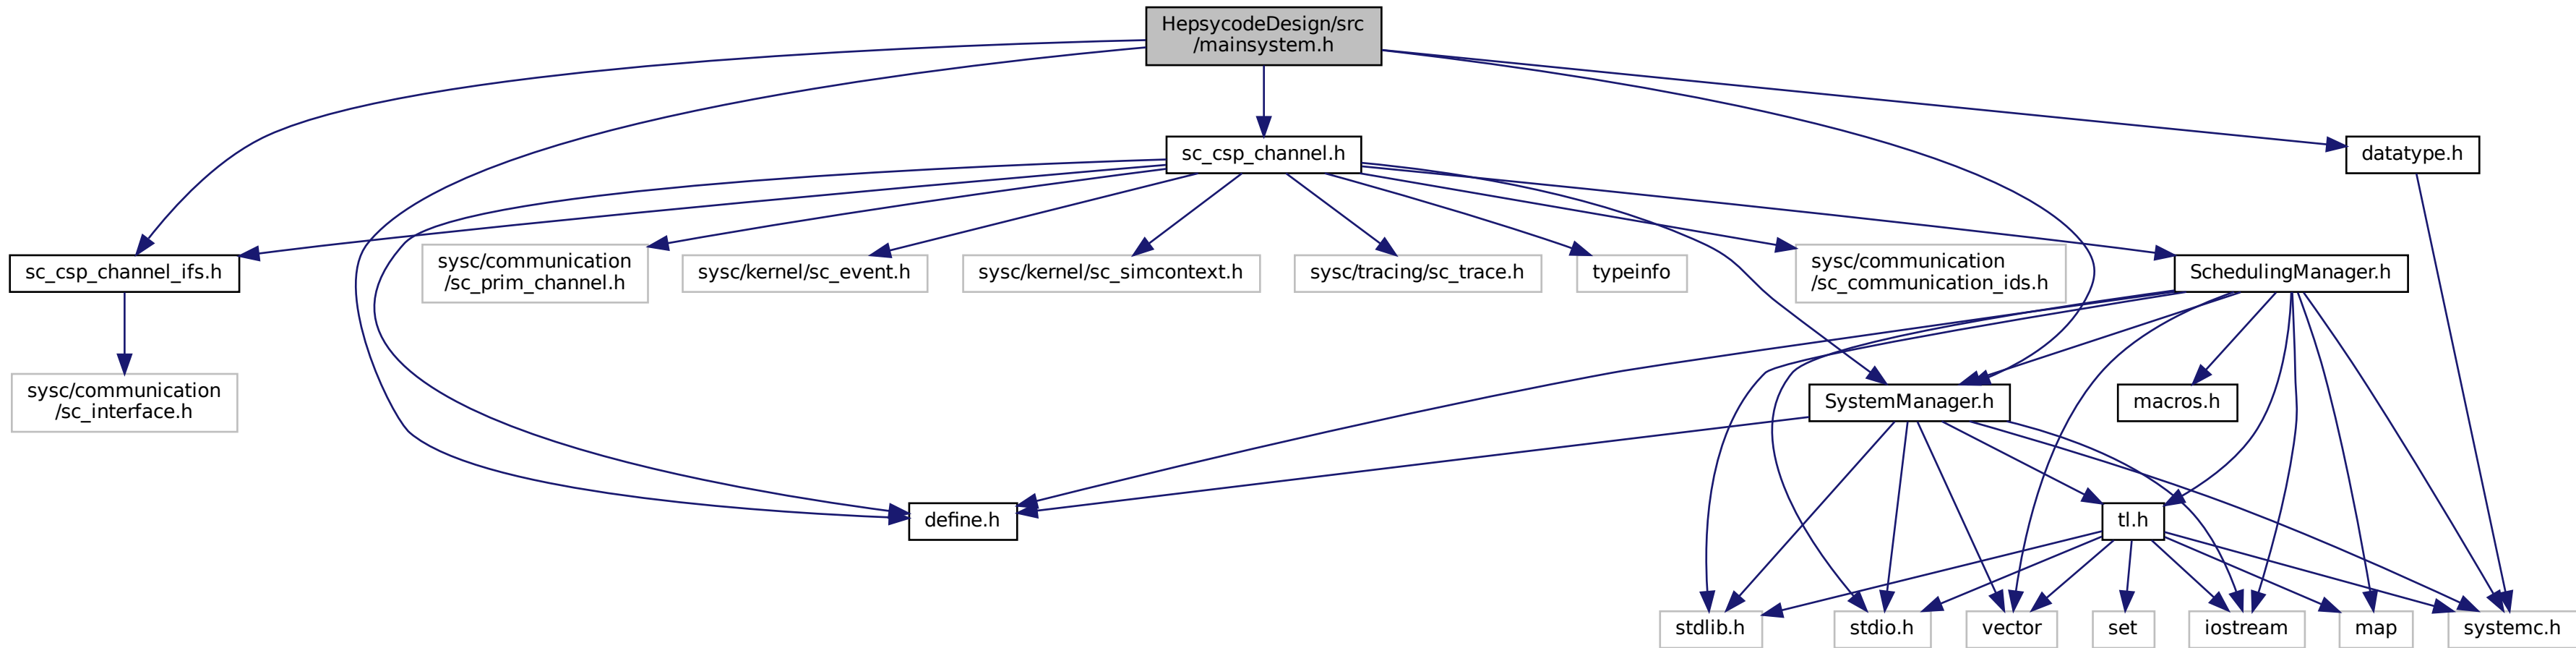 HepsycodeDesign/src
/mainsystem.h
sc_csp_channel.h
datatype.h
sc_csp_channel_ifs.h
sysc/communication
/sc_prim_channel.h
sysc/kernel/sc_event.h
sysc/kernel/sc_simcontext.h
sysc/tracing/sc_trace.h
typeinfo
sysc/communication
/sc_communication_ids.h
SchedulingManager.h
sysc/communication
/sc_interface.h
SystemManager.h
macros.h
define.h
tl.h
stdlib.h
stdio.h
vector
set
iostream
map
systemc.h